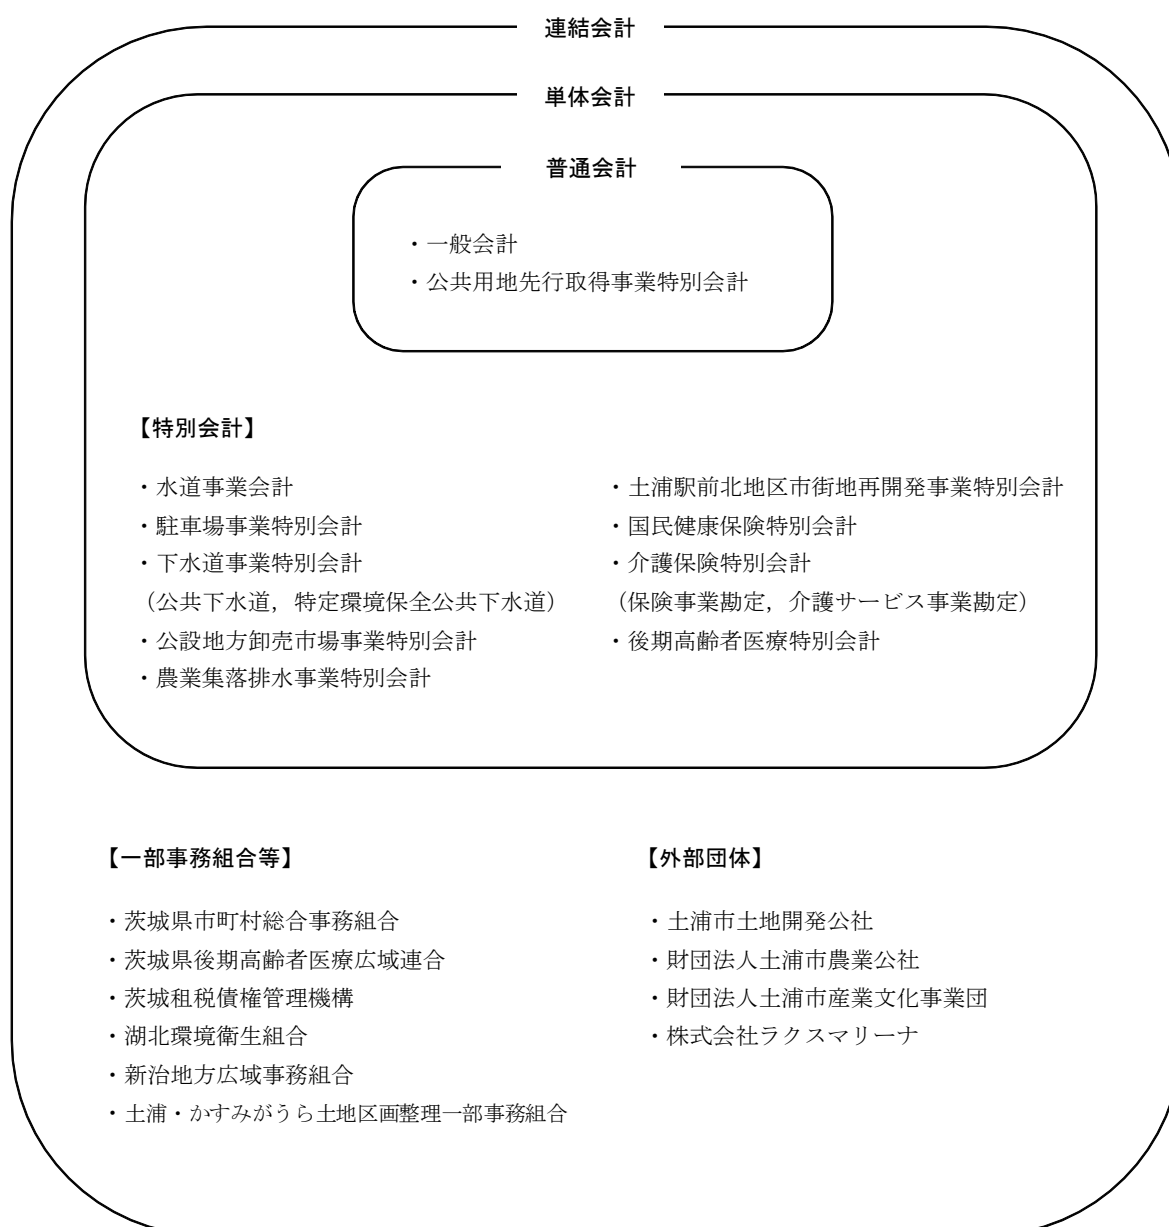 連結会計
単体会計
普通会計
・一般会計
・公共用地先行取得事業特別会計
【特別会計】
・水道事業会計
・駐車場事業特別会計
・下水道事業特別会計
（公共下水道，特定環境保全公共下水道）
・公設地方卸売市場事業特別会計
・農業集落排水事業特別会計
・土浦駅前北地区市街地再開発事業特別会計
・国民健康保険特別会計
・介護保険特別会計
（保険事業勘定，介護サービス事業勘定）
・後期高齢者医療特別会計
【一部事務組合等】
・茨城県市町村総合事務組合
・茨城県後期高齢者医療広域連合
・茨城租税債権管理機構
・湖北環境衛生組合
・新治地方広域事務組合
・土浦・かすみがうら土地区画整理一部事務組合
【外部団体】
・土浦市土地開発公社
・財団法人土浦市農業公社
・財団法人土浦市産業文化事業団
・株式会社ラクスマリーナ